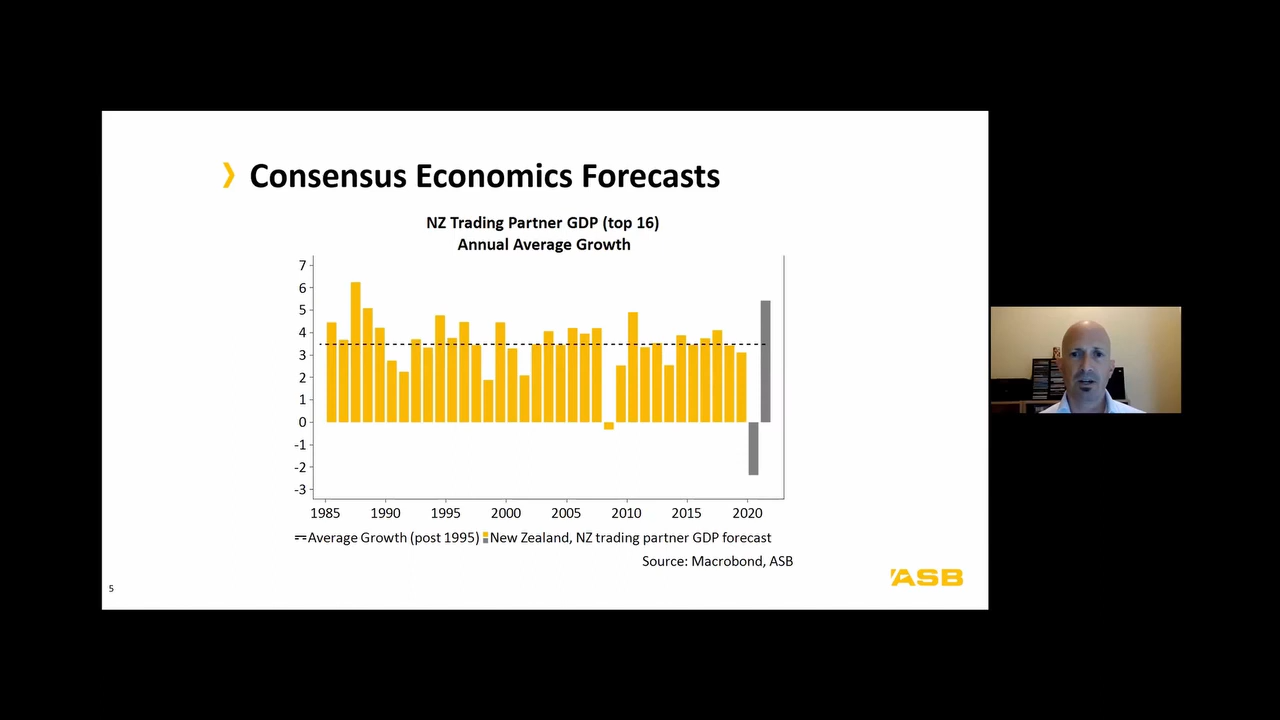 Consensus Economics Forecasts
NZ Trading Partner GDP (top 16)
Annual Average Growth
7
6
5
4
3
2
1
0
-1
-2
-3
1985 1990 1995 2000 2005 2010 2015 2020
Average Growth (post 1995) New Zealand, NZ trading partner GDP forecast
Source: Macrobond, ASB
ASB
5